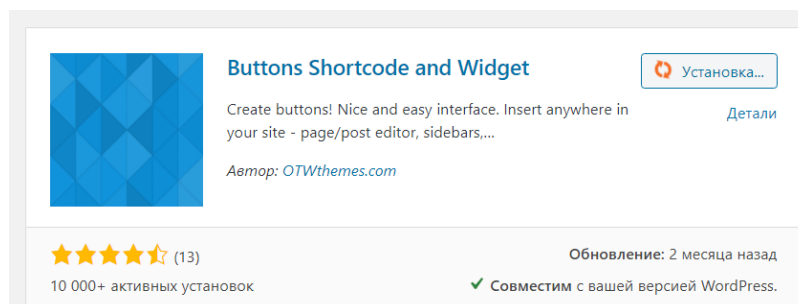 Buttons Shortcode and Widget
Установка...
Create buttons! Nice and easy interface. Insert anywhere in
your site - page/post editor, sidebars,...
Детали
Автор: OTWthemes.com
(13)
Обновление: 2 месяца назад
10 000+ активных установок
Совместим с вашей версией WordPress.